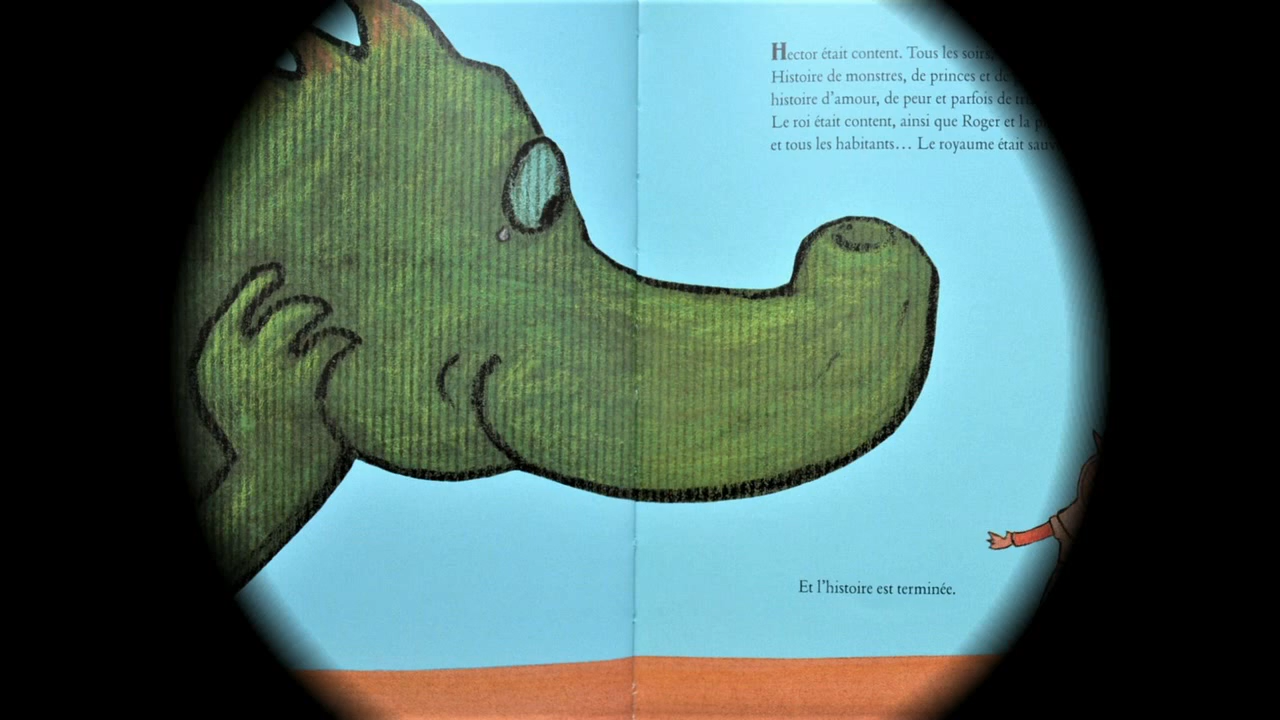 Hector était content. Tous les soirs,
Histoire de monstres, de princes et de
histoire d'amour, de peur et parfois de
Le roi était content, ainsi que Roger et la
et tous les habitants… Le royaume était
Et l'histoire est terminée.